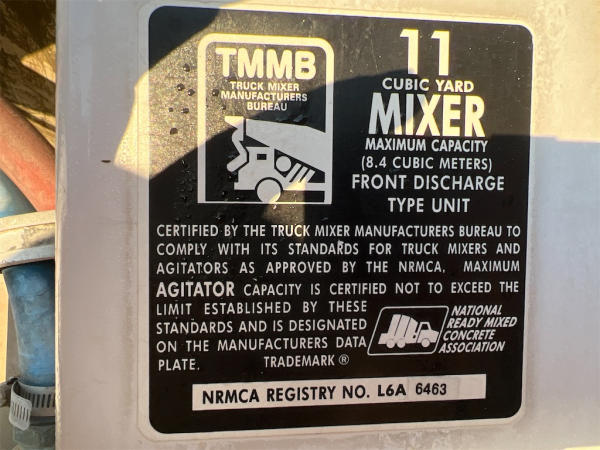 TMMB
TRUCK MIXER
MANUFACTURERS
BUREAU
11
CUBIC YARD
MIXER
MAXIMUM CAPACITY
(8.4 CUBIC METERS)
FRONT DISCHARGE
TYPE UNIT
CERTIFIED BY THE TRUCK MIXER MANUFACTURERS BUREAU TO
COMPLY WITH ITS STANDARDS FOR TRUCK MIXERS AND
AGITATORS AS APPROVED BY THE NRMCA. MAXIMUM
AGITATOR CAPACITY IS CERTIFIED NOT TO EXCEED THE
LIMIT ESTABLISHED BY THESE
STANDARDS AND IS DESIGNATED
ON THE MANUFACTURERS DATA
PLATE. TRADEMARK ®
NATIONAL
READY MIXED
CONCRETE
ASSOCIATION
NRMCA REGISTRY NO. L6A 6463